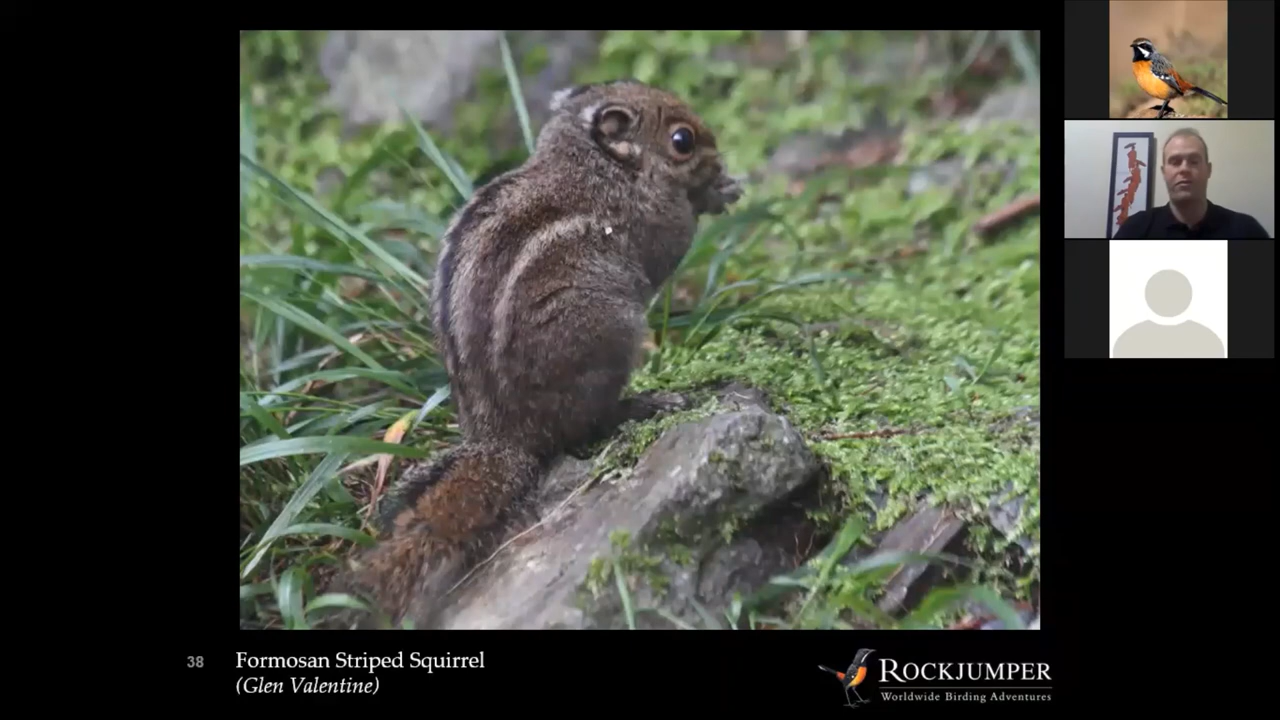 38
Formosan Striped Squirrel
(Glen Valentine)
ROCKJUMPER
Worldwide Birding Adventures